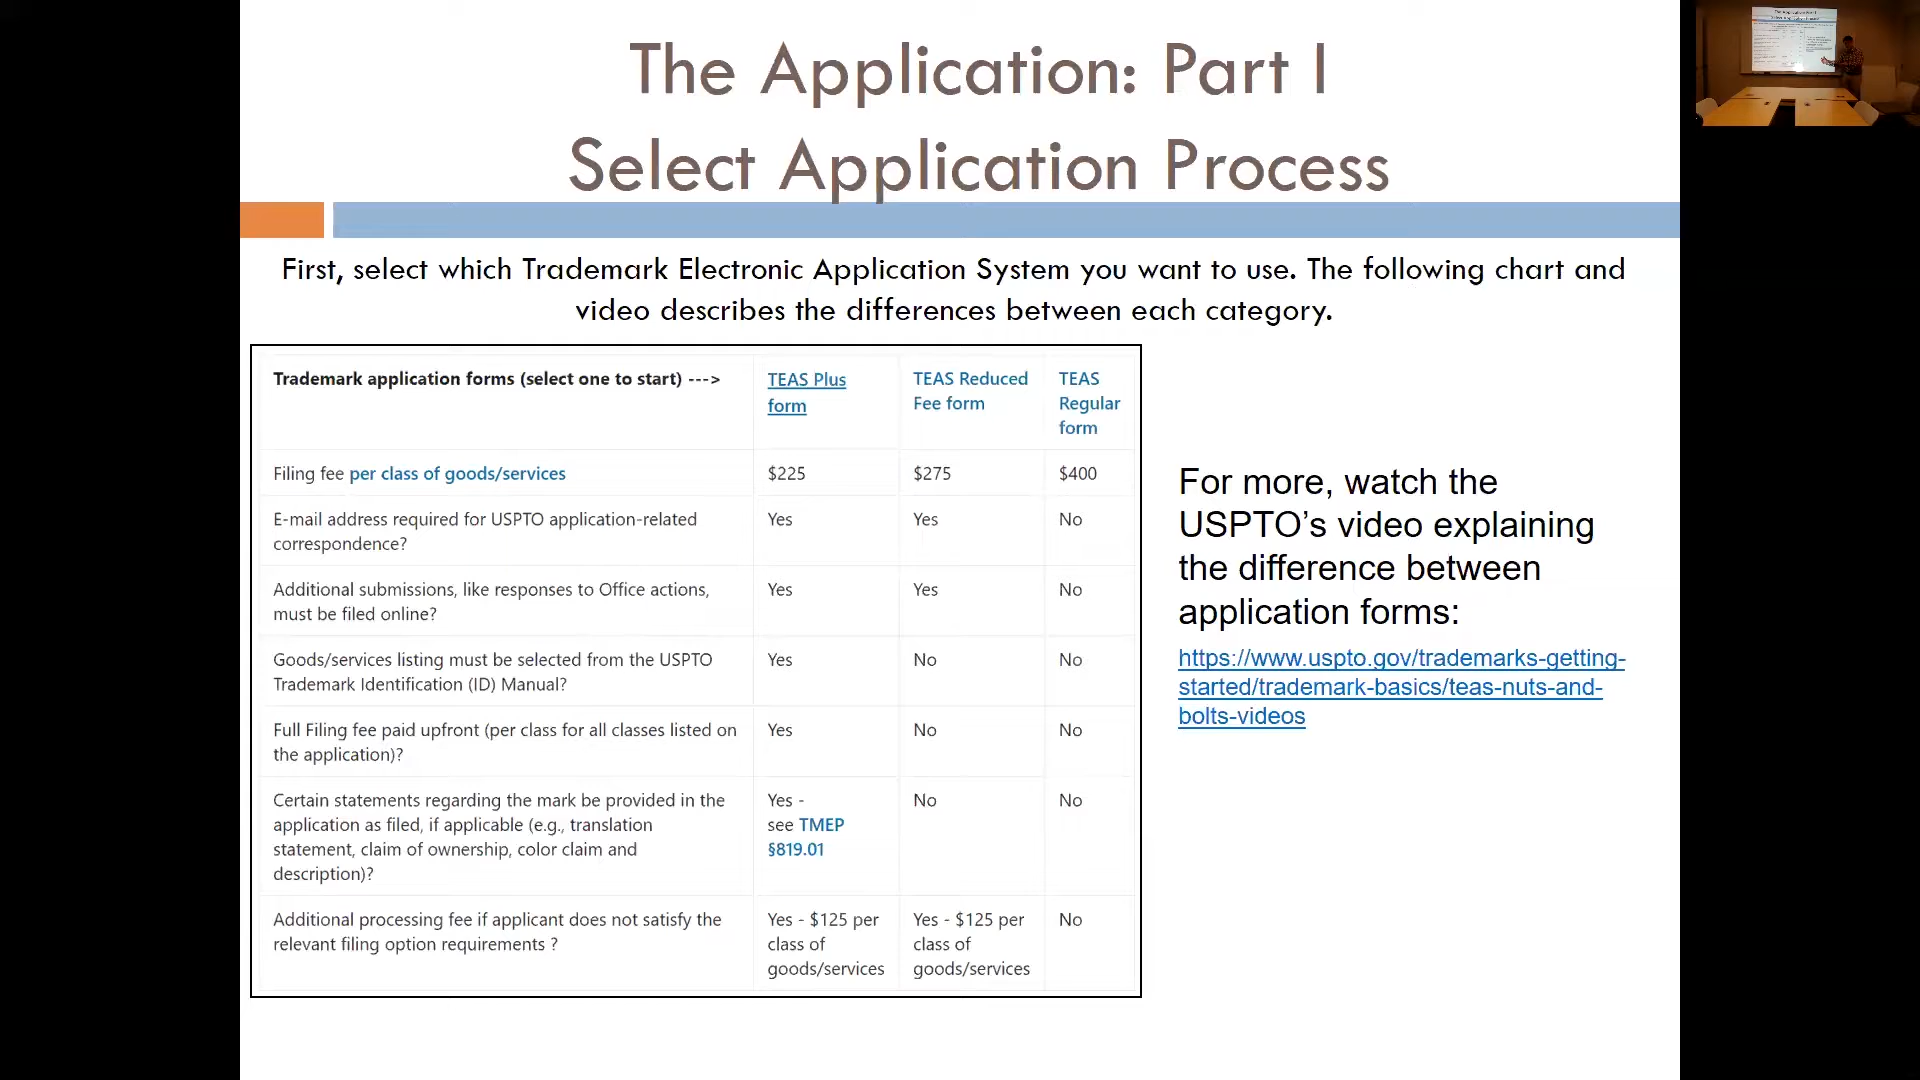 The Application: Part I
Select Application Process
First, select which Trademark Electronic Application System you want to use. The following chart and
video describes the differences between each category.
Trademark application forms (select one to start) --->
TEAS Plus
form
TEAS Reduced
Fee form
TEAS
Regular
form
Filing fee per class of goods/services
$225
$275
$400
E-mail address required for USPTO application-related
correspondence?
Yes
Yes
No
Additional submissions, like responses to Office actions,
must be filed online?
Yes
Yes
No
Goods/services listing must be selected from the USPTO
Trademark Identification (ID) Manual?
Yes
No
No
Full Filing fee paid upfront (per class for all classes listed on
the application)?
Yes
No
No
Certain statements regarding the mark be provided in the
application as filed, if applicable (e.g., translation
statement, claim of ownership, color claim and
description)?
Yes -
see TMEP
§819.01
No
No
Additional processing fee if applicant does not satisfy the
relevant filing option requirements ?
Yes - $125 per
class of
goods/services
Yes - $125 per
class of
goods/services
No
For more, watch the
USPTO’s video explaining
the difference between
application forms:
https://www.uspto.gov/trademarks-getting-
started/trademark-basics/teas-nuts-and-
bolts-videos